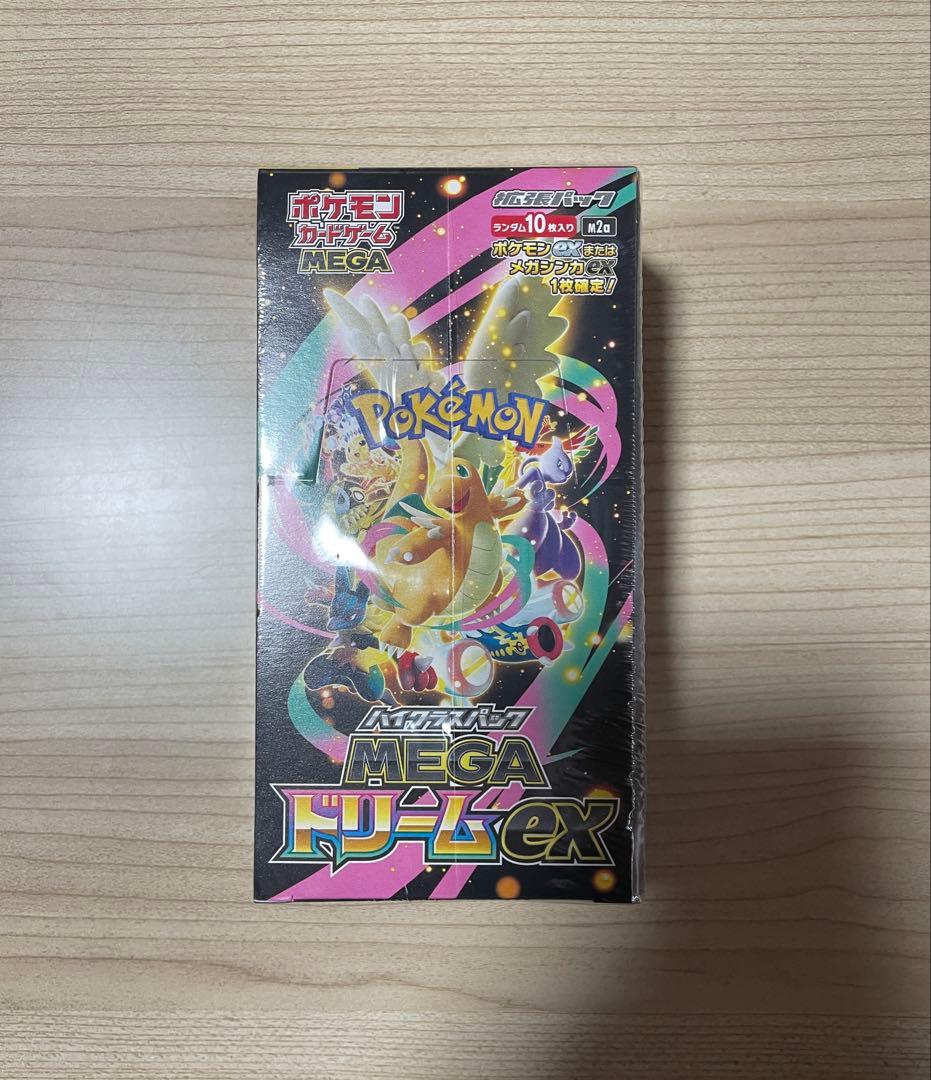 ポケモン
カードゲーム
MEGA
拡張パック
ランダム10枚入り
M2a
ポケモンexまたは
メガシンカex
1枚確定!
POKéMON
ハイクラスパック
MEGA
ドリームex